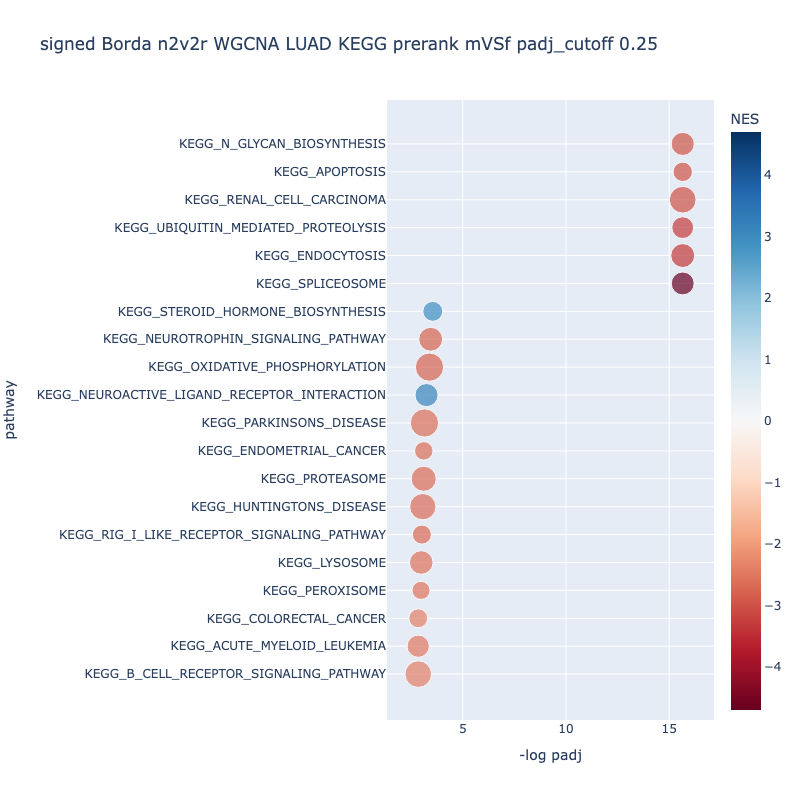 signed Borda n2v2r WGCNA LUAD KEGG prerank mVSf padj_cutoff 0.25
NES
KEGG_N_GLYCAN_BIOSYNTHESIS
KEGG_APOPTOSIS
KEGG_RENAL_CELL_CARCINOMA
KEGG_UBIQUITIN_MEDIATED_PROTEOLYSIS
KEGG_ENDOCYTOSIS
KEGG_SPLICEOSOME
KEGG_STEROID_HORMONE_BIOSYNTHESIS
KEGG_NEUROTROPHIN_SIGNALING_PATHWAY
KEGG_OXIDATIVE_PHOSPHORYLATION
KEGG_NEUROACTIVE_LIGAND_RECEPTOR_INTERACTION
KEGG_PARKINSONS_DISEASE
KEGG_ENDOMETRIAL_CANCER
KEGG_PROTEASOME
KEGG_HUNTINGTONS_DISEASE
KEGG_RIG_I_LIKE_RECEPTOR_SIGNALING_PATHWAY
KEGG_LYSOSOME
KEGG_PEROXISOME
KEGG_COLORECTAL_CANCER
KEGG_ACUTE_MYELOID_LEUKEMIA
KEGG_B_CELL_RECEPTOR_SIGNALING_PATHWAY
pathway
5 10 15
-log padj
4
3
2
1
0
−1
−2
−3
−4